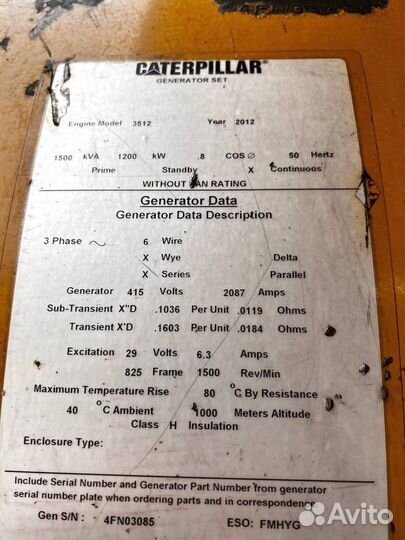 CATERPILLAR®
GENERATOR SET
Engine Model 3512 Year 2012
1500 kVA 1200 kW .8 COS Ø 50 Hertz
Prime Standby X Continuous
WITHOUT FAN RATING
Generator Data
Generator Data Description
3 Phase ~ 6 Wire
X Wye Delta
X Series Parallel
Generator 415 Volts 2087 Amps
Sub-Transient X"D .1036 Per Unit .0119 Ohms
Transient X'D .1603 Per Unit .0184 Ohms
Excitation 29 Volts 6.3 Amps
825 Frame 1500 Rev/Min
Maximum Temperature Rise 80 °C By Resistance
40 °C Ambient 1000 Meters Altitude
Class H Insulation
Enclosure Type:
Include Serial Number and Generator Part Number from generator
serial number plate when ordering parts and in correspondence
Gen S/N : 4FN03085 ESO: FMHYG
Avito